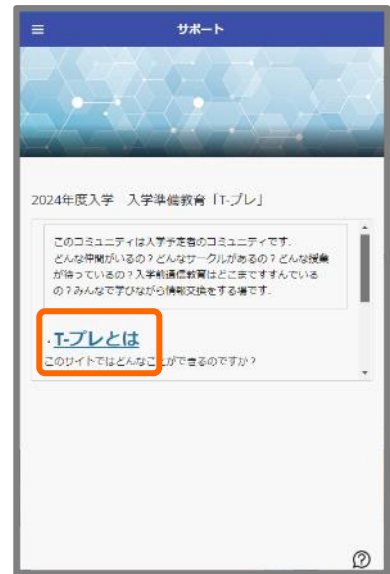 サポート
2024年度入学 入学準備教育「T-プレ」
このコミュニティは入学予定者のコミュニティです.
どんな仲間がいるの？どんなサークルがあるの？どんな授業
が待っているの？入学前通信教育はどこまですすんでいる
の？みんなで学びながら情報交換をする場です.
・T-プレとは
このサイトではどんなことができるのですか？